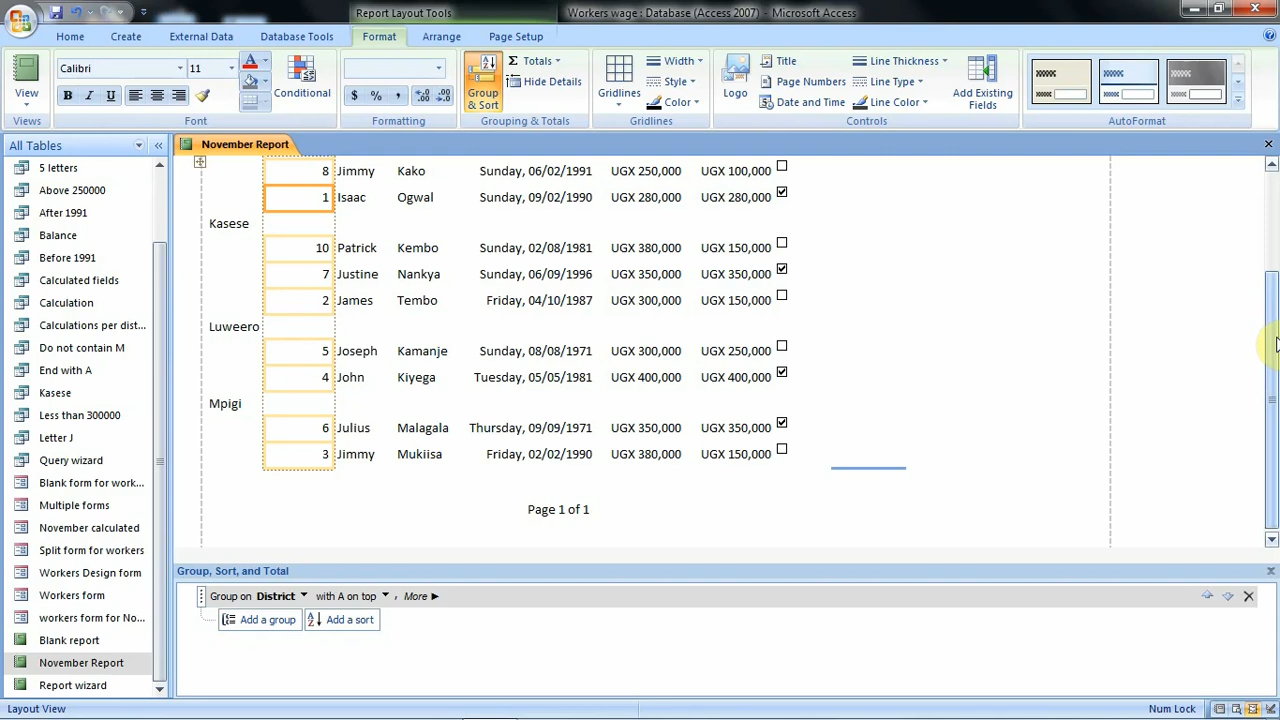 Report Layout Tools
Workers wage : Database (Access 2007) - Microsoft Access
Home Create External Data Database Tools Format Arrange Page Setup
Calibri 11 Σ Totals Width Title Line Thickness
View B I U Conditional $ % , Group & Sort Hide Details Gridlines Style Color Logo Page Numbers Date and Time Line Type Line Color Add Existing Fields
Views Font Formatting Grouping & Totals Gridlines Controls AutoFormat
All Tables «
November Report
5 letters
Above 250000
After 1991
Balance
Before 1991
Calculated fields
Calculation
Calculations per dist...
Do not contain M
End with A
Kasese
Less than 300000
Letter J
Query wizard
Blank form for work...
Multiple forms
November calculated
Split form for workers
Workers Design form
Workers form
workers form for No...
Blank report
November Report
Report wizard
8 Jimmy Kako Sunday, 06/02/1991 UGX 250,000 UGX 100,000
1 Isaac Ogwal Sunday, 09/02/1990 UGX 280,000 UGX 280,000
Kasese
10 Patrick Kembo Sunday, 02/08/1981 UGX 380,000 UGX 150,000
7 Justine Nankya Sunday, 06/09/1996 UGX 350,000 UGX 350,000
2 James Tembo Friday, 04/10/1987 UGX 300,000 UGX 150,000
Luweero
5 Joseph Kamanje Sunday, 08/08/1971 UGX 300,000 UGX 250,000
4 John Kiyega Tuesday, 05/05/1981 UGX 400,000 UGX 400,000
Mpigi
6 Julius Malagala Thursday, 09/09/1971 UGX 350,000 UGX 350,000
3 Jimmy Mukiisa Friday, 02/02/1990 UGX 380,000 UGX 150,000
Page 1 of 1
Group, Sort, and Total
Group on District with A on top , More
Add a group Add a sort
Layout View Num Lock